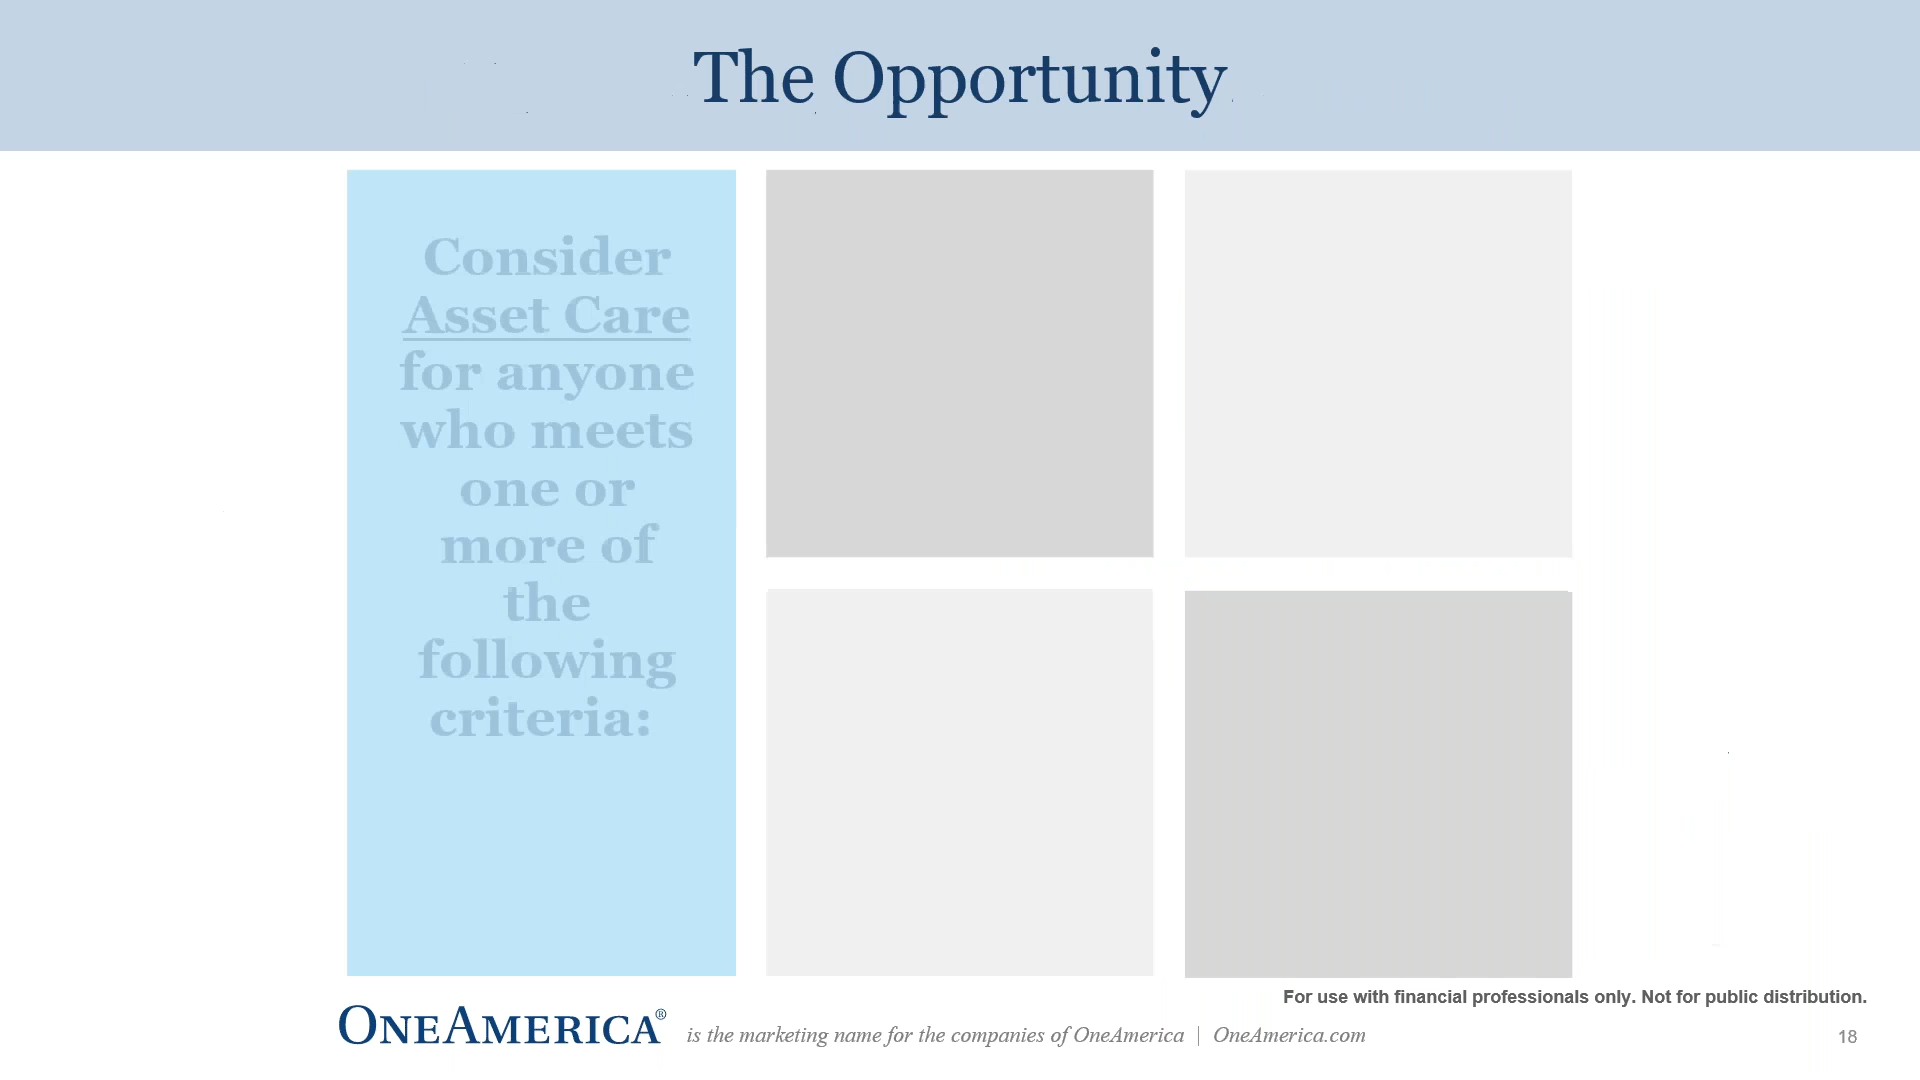 The Opportunity
Consider
Asset Care
for anyone
who meets
one or
more of
the
following
criteria:
For use with financial professionals only. Not for public distribution.
ONEAMERICA® is the marketing name for the companies of OneAmerica | OneAmerica.com
18